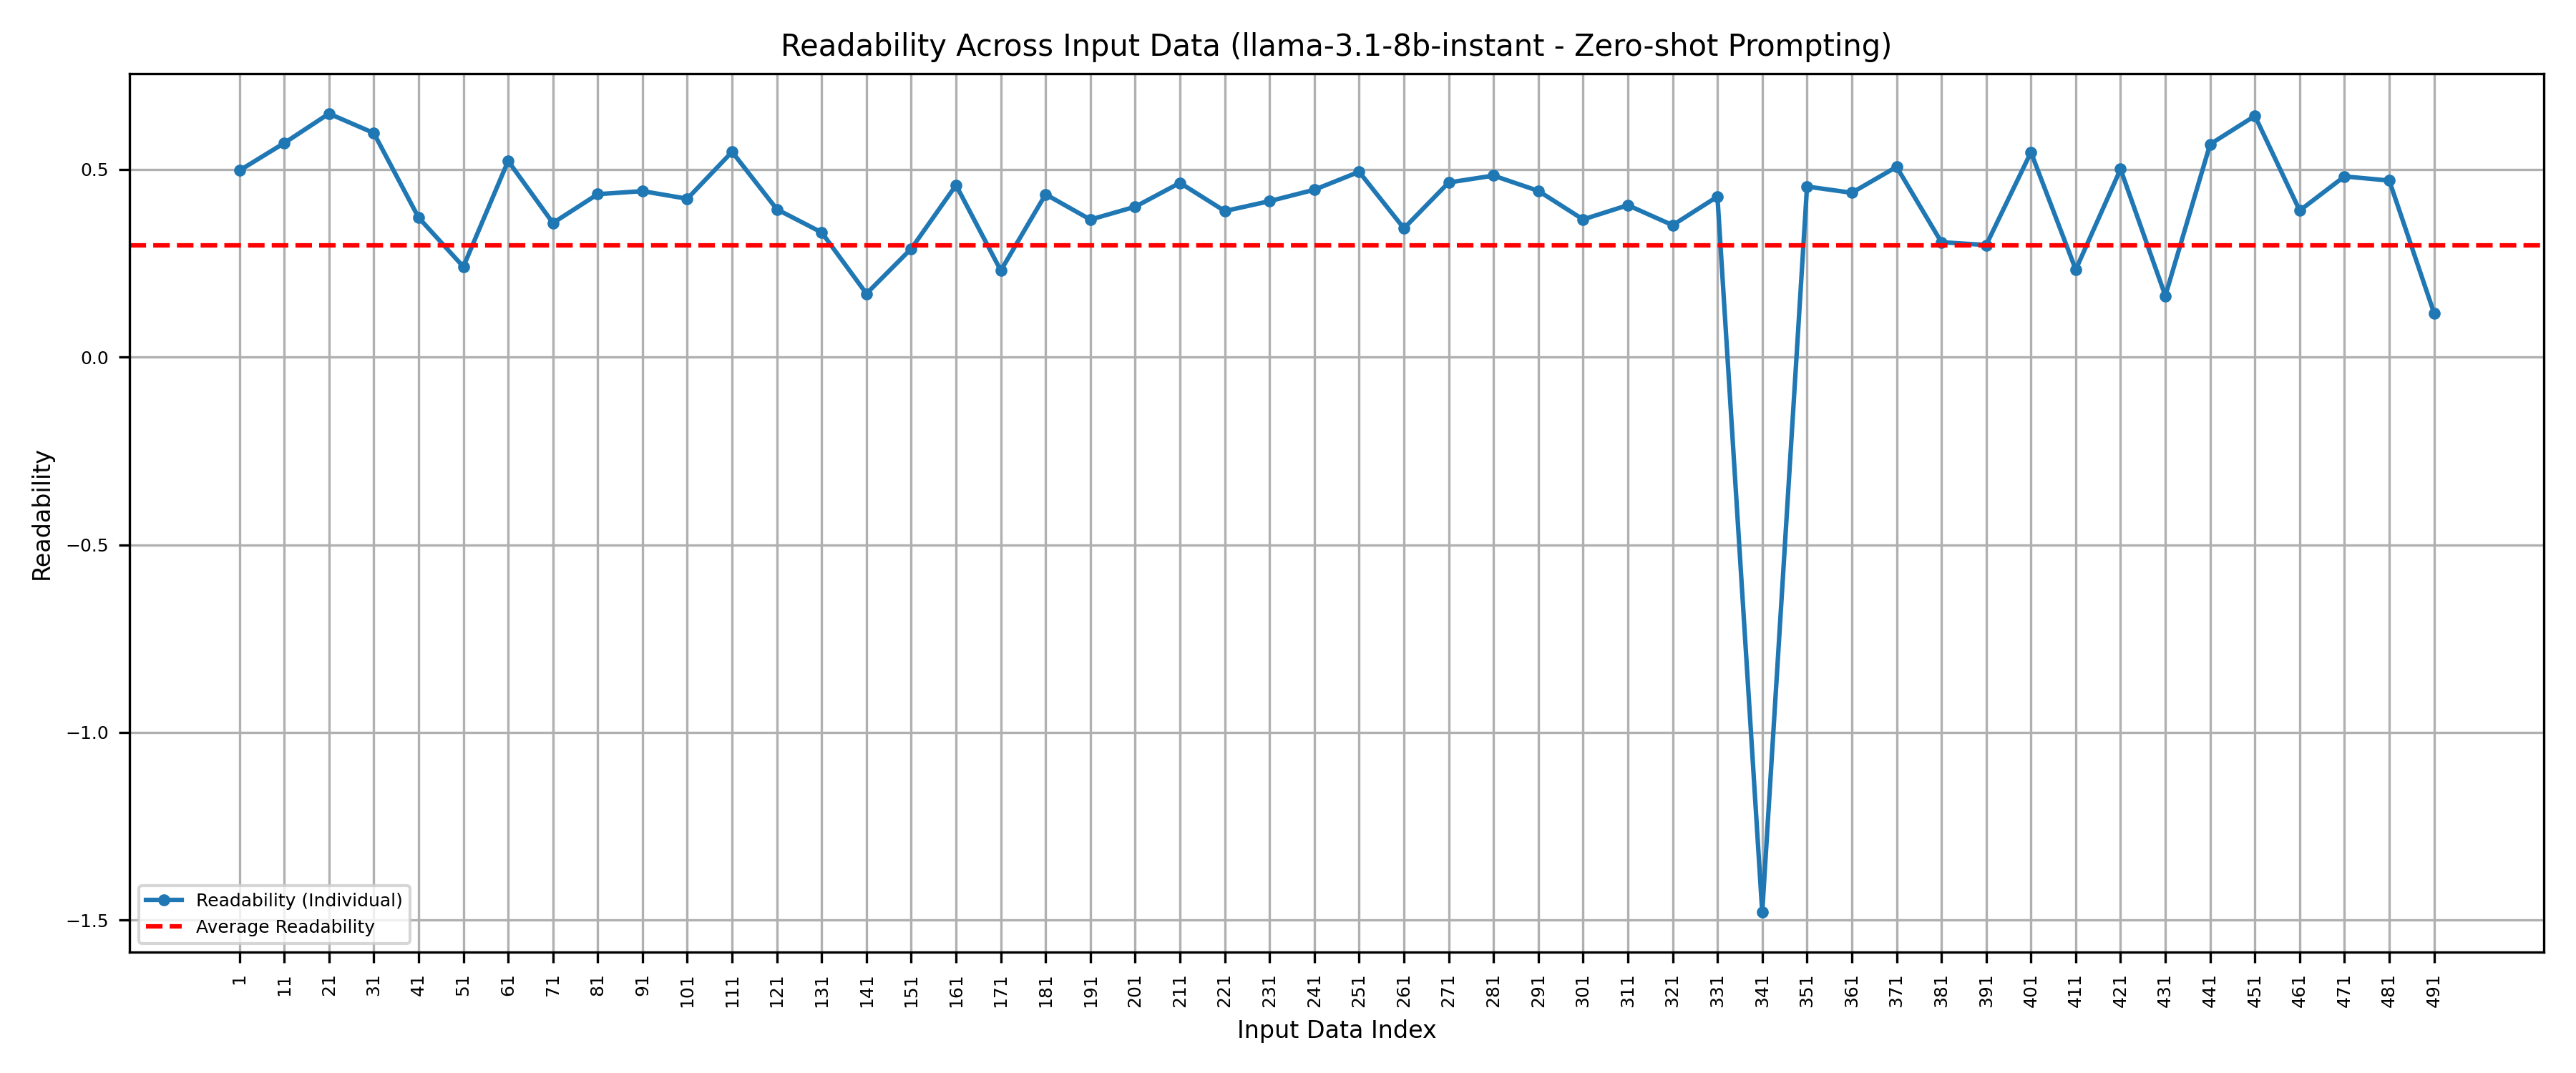 Readability Across Input Data (llama-3.1-8b-instant - Zero-shot Prompting)
Readability
0.5
0.0
−0.5
−1.0
−1.5
Readability (Individual)
Average Readability
1 11 21 31 41 51 61 71 81 91 101 111 121 131 141 151 161 171 181 191 201 211 221 231 241 251 261 271 281 291 301 311 321 331 341 351 361 371 381 391 401 411 421 431 441 451 461 471 481 491
Input Data Index